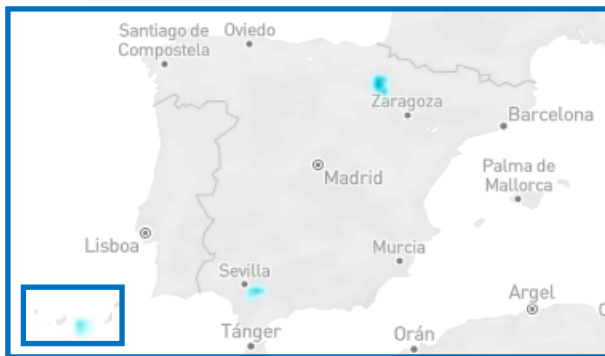 Santiago de
Compostela
Oviedo
Zaragoza
Barcelona
Madrid
Palma de
Mallorca
Lisboa
Murcia
Sevilla
Argel
Tánger
Orán